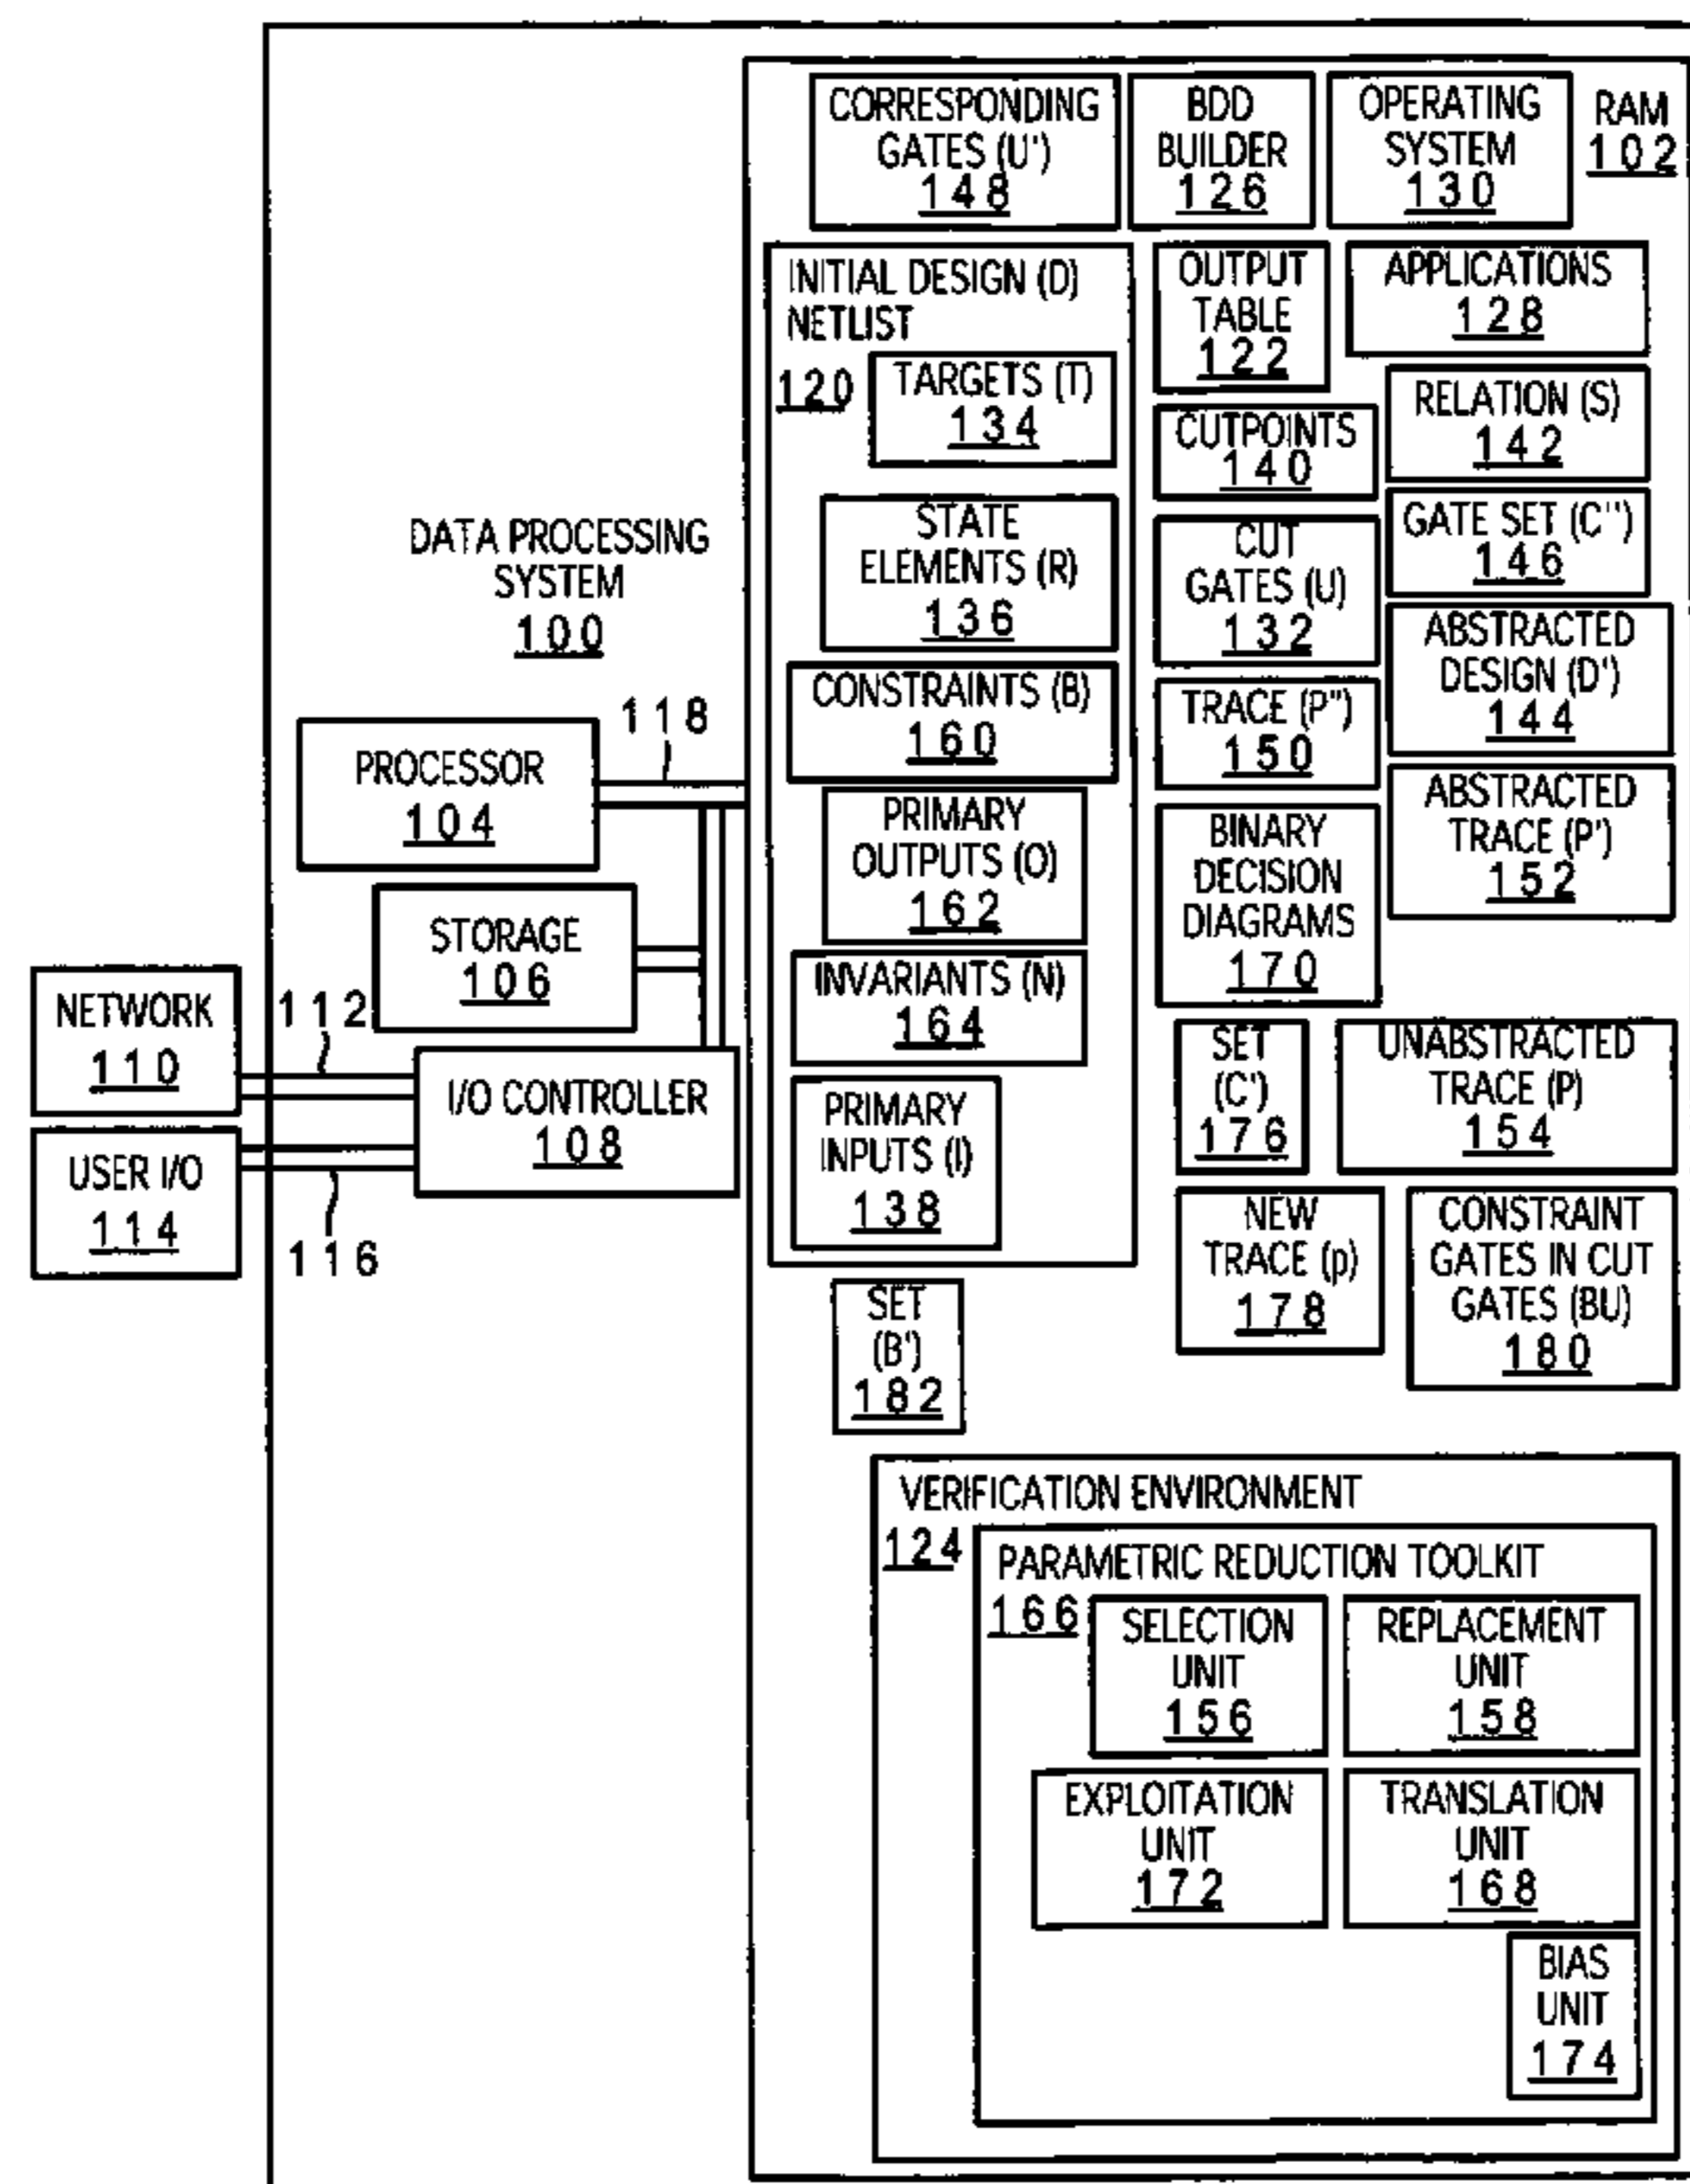 CORRESPONDING
GATES (U')
148
BDD
BUILDER
126
OPERATING
SYSTEM
130
RAM
102
INITIAL DESIGN (D)
NETLIST
120
TARGETS (T)
134
STATE
ELEMENTS (R)
136
CONSTRAINTS (B)
160
PRIMARY
OUTPUTS (O)
162
INVARIANTS (N)
164
PRIMARY
INPUTS (I)
138
OUTPUT
TABLE
122
APPLICATIONS
128
CUTPOINTS
140
RELATION (S)
142
CUT
GATES (U)
132
GATE SET (C'')
146
TRACE (P'')
150
ABSTRACTED
DESIGN (D')
144
BINARY
DECISION
DIAGRAMS
170
ABSTRACTED
TRACE (P')
152
SET
(C')
176
UNABSTRACTED
TRACE (P)
154
NEW
TRACE (p)
178
CONSTRAINT
GATES IN CUT
GATES (BU)
180
SET
(B')
182
DATA PROCESSING
SYSTEM
100
118
PROCESSOR
104
STORAGE
106
NETWORK
110
112
I/O CONTROLLER
108
USER I/O
114
116
VERIFICATION ENVIRONMENT
124
PARAMETRIC REDUCTION TOOLKIT
166
SELECTION
UNIT
156
REPLACEMENT
UNIT
158
EXPLOITATION
UNIT
172
TRANSLATION
UNIT
168
BIAS
UNIT
174